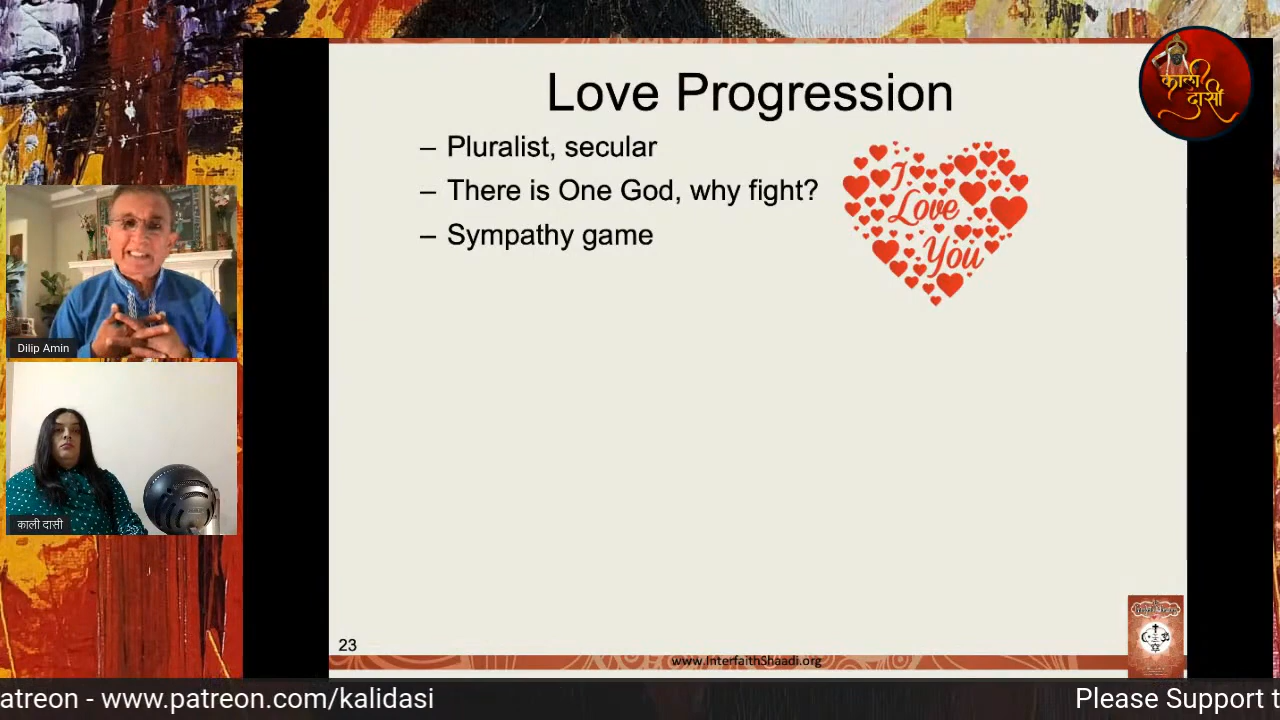 Love Progression
– Pluralist, secular
– There is One God, why fight?
– Sympathy game
I
Love
You
काली
दासी
Dilip Amin
काली दासी
23
www.InterfaithShaadi.org
atreon - www.patreon.com/kalidasi
Please Support t